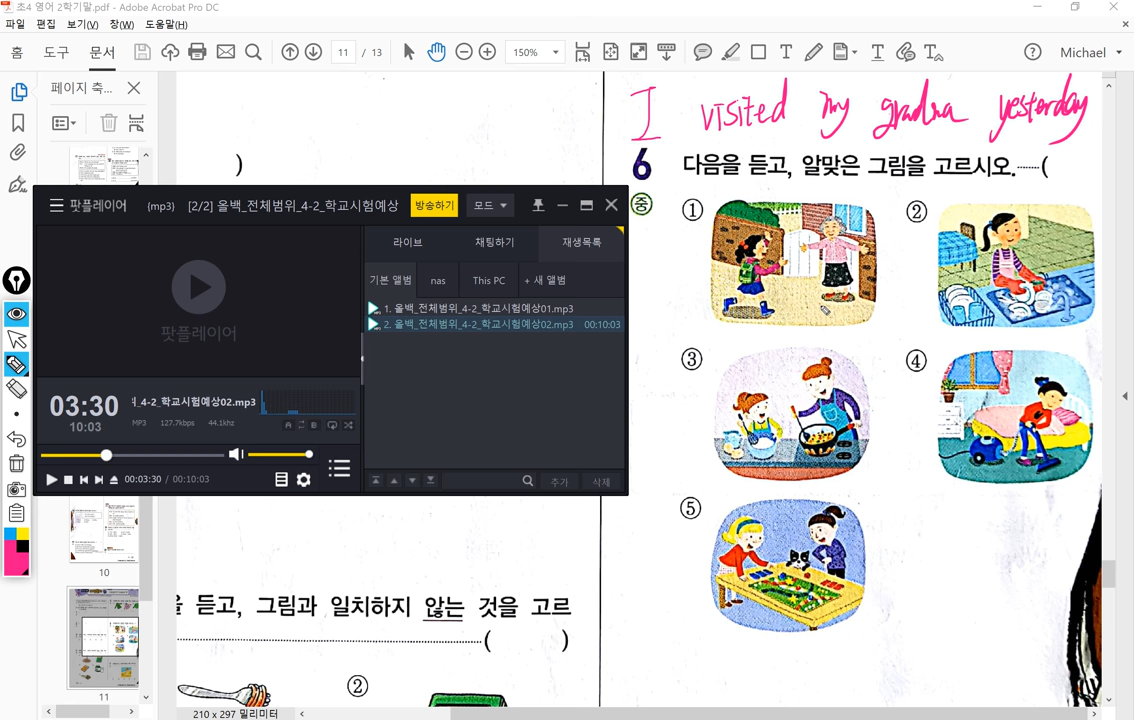 초4 영어 2학기말.pdf - Adobe Acrobat Pro DC
파일 편집 보기(V) 창(W) 도움말(H)
홈 도구 문서 11 / 13 150% Michael
페이지 축...
I visited my grandma yesterday
)
6 다음을 듣고, 알맞은 그림을 고르시오.……(
중
① ②
③ ④
⑤
팟플레이어 {mp3} [2/2] 올백_전체범위_4-2_학교시험예상 방송하기 모드
라이브 채팅하기 재생목록
기본 앨범 nas This PC + 새 앨범
1. 올백_전체범위_4-2_학교시험예상01.mp3
2. 올백_전체범위_4-2_학교시험예상02.mp3 00:10:03
팟플레이어
03:30 _4-2_학교시험예상02.mp3
10:03 MP3 127.7kbps 44.1khz
00:03:30 / 00:10:03
추가 삭제
10
11
듣고, 그림과 일치하지 않는 것을 고르
( )
②
210 x 297 밀리미터